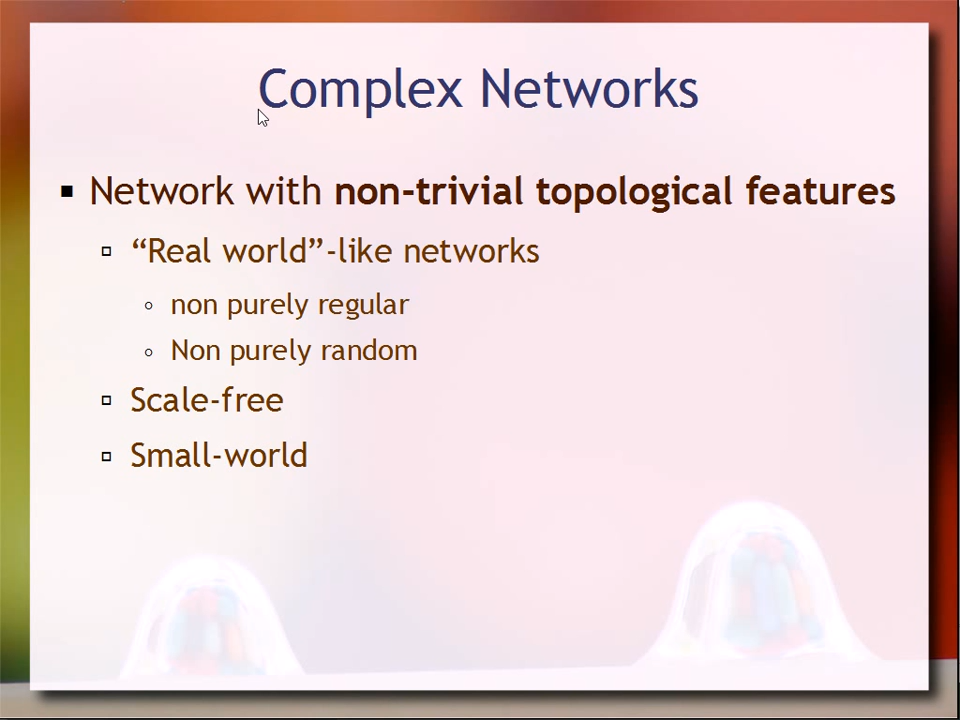 Complex Networks
Network with non-trivial topological features
“Real world”-like networks
non purely regular
Non purely random
Scale-free
Small-world